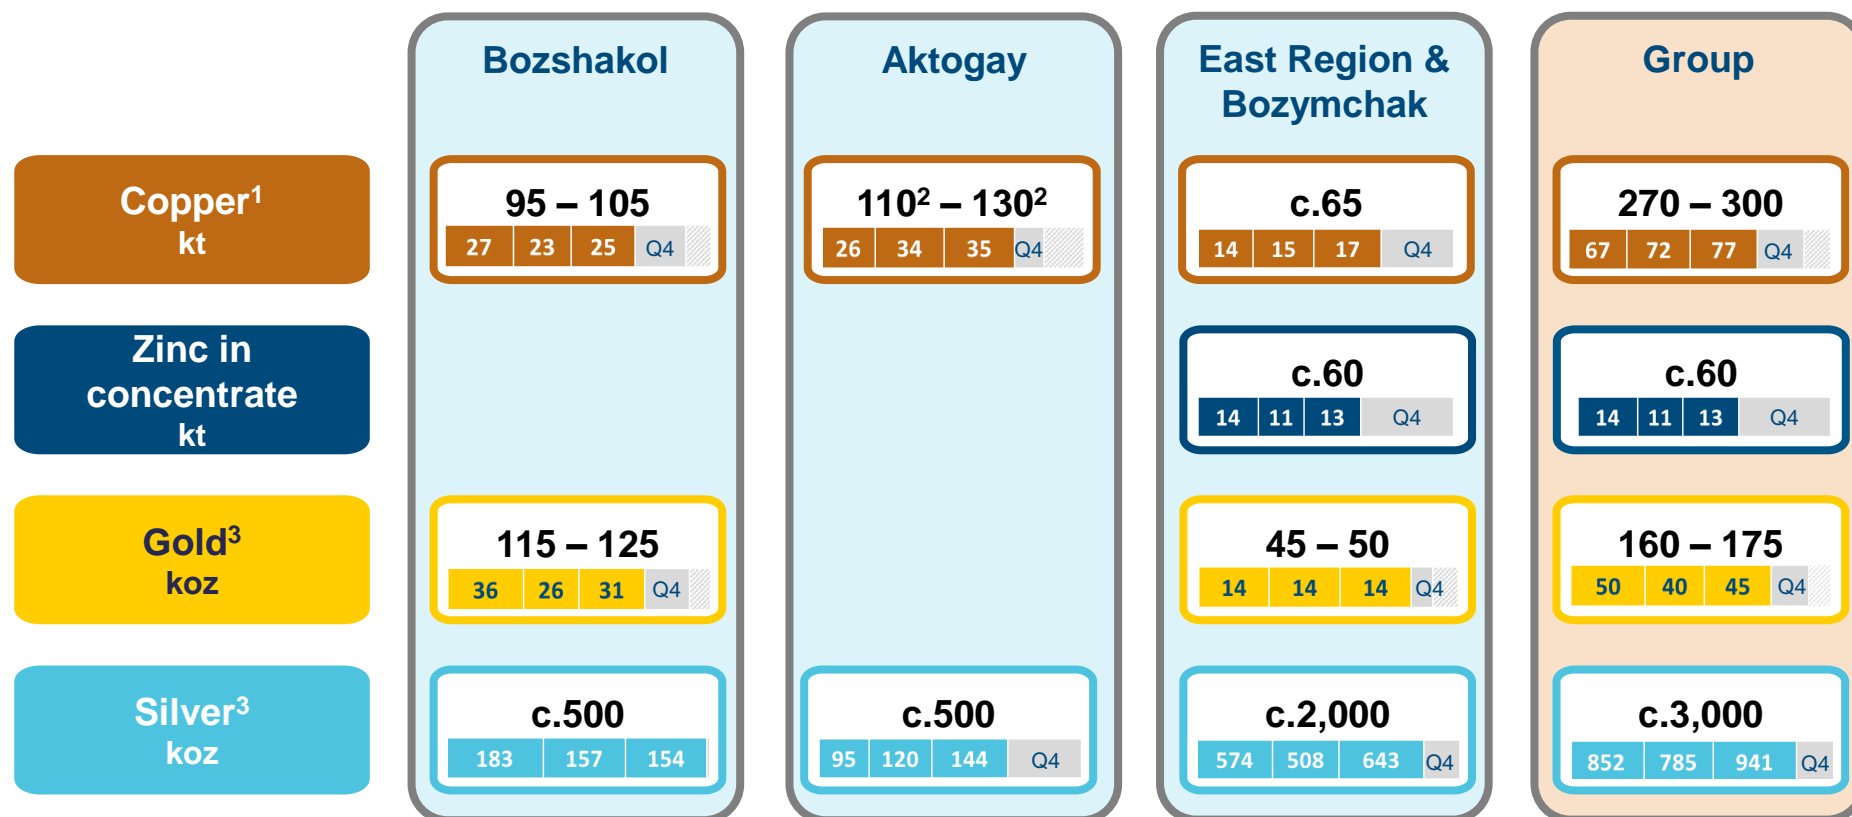 Bozshakol
Aktogay
East Region &
Bozymchak
Group
Copper¹
kt
95 – 105
27 23 25 Q4
110² – 130²
26 34 35 Q4
c.65
14 15 17 Q4
270 – 300
67 72 77 Q4
Zinc in
concentrate
kt
c.60
14 11 13 Q4
c.60
14 11 13 Q4
Gold³
koz
115 – 125
36 26 31 Q4
45 – 50
14 14 14 Q4
160 – 175
50 40 45 Q4
Silver³
koz
c.500
183 157 154
c.500
95 120 144 Q4
c.2,000
574 508 643 Q4
c.3,000
852 785 941 Q4